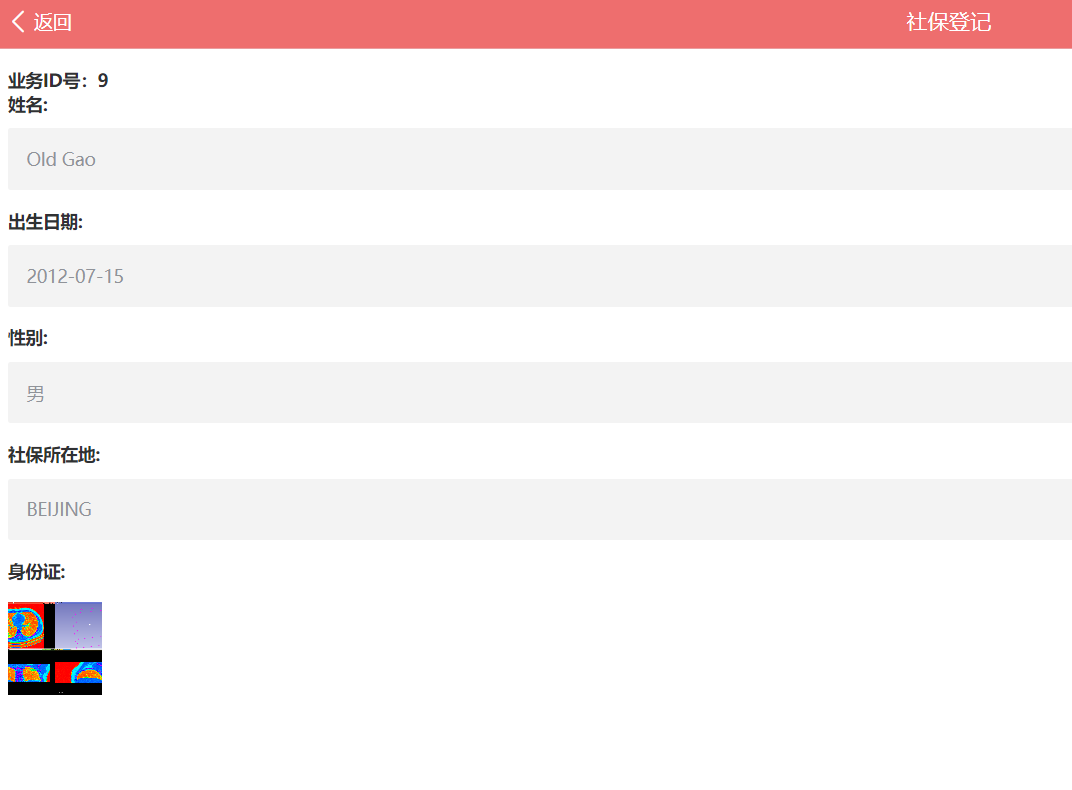 返回
社保登记
业务ID号：9
姓名:
Old Gao
出生日期:
2012-07-15
性别:
男
社保所在地:
BEIJING
身份证: